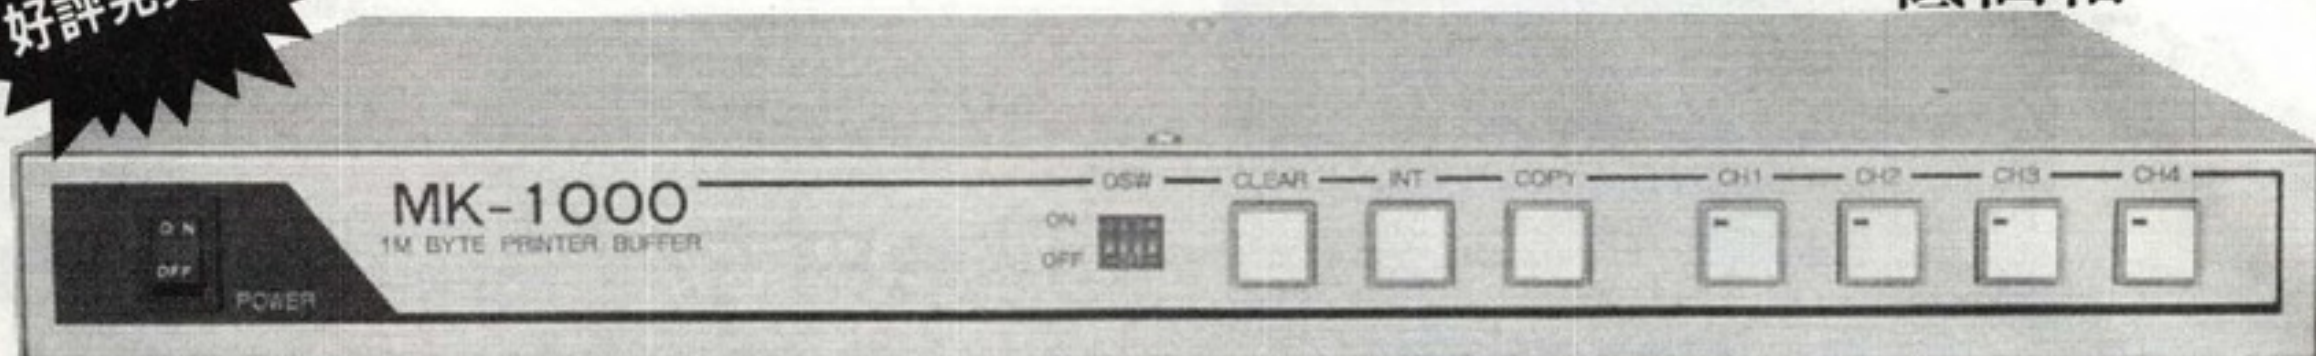 好評発
MK-1000
1M BYTE PRINTER BUFFER
DSW
CLEAR
INT
COPY
CH1
CH2
CH3
CH4
ON
OFF
ON
OFF
POWER